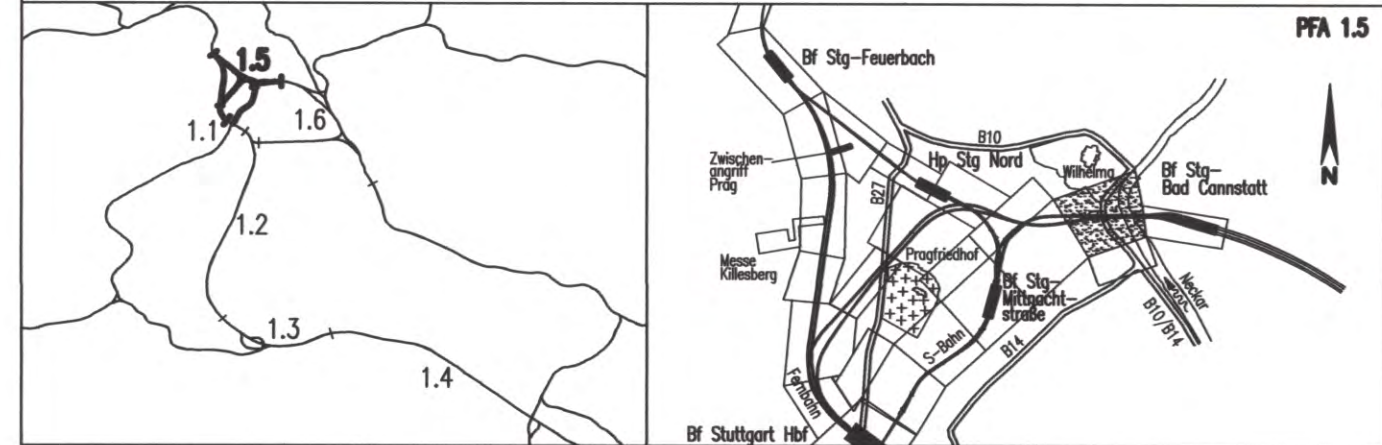 1.5
1.1
1.6
1.2
1.3
1.4
PFA 1.5
Bf Stg-Feuerbach
B10
N
Zwischen-
angriff
Prag
B27
Hp Stg Nord
Wilhelma
Bf Stg-
Bad Cannstatt
Messe
Killesberg
Pragfriedhof
Bf Stg-
Mittnacht-
straße
Neckar
B10/B14
S-Bahn
B14
Fernbahn
Bf Stuttgart Hbf